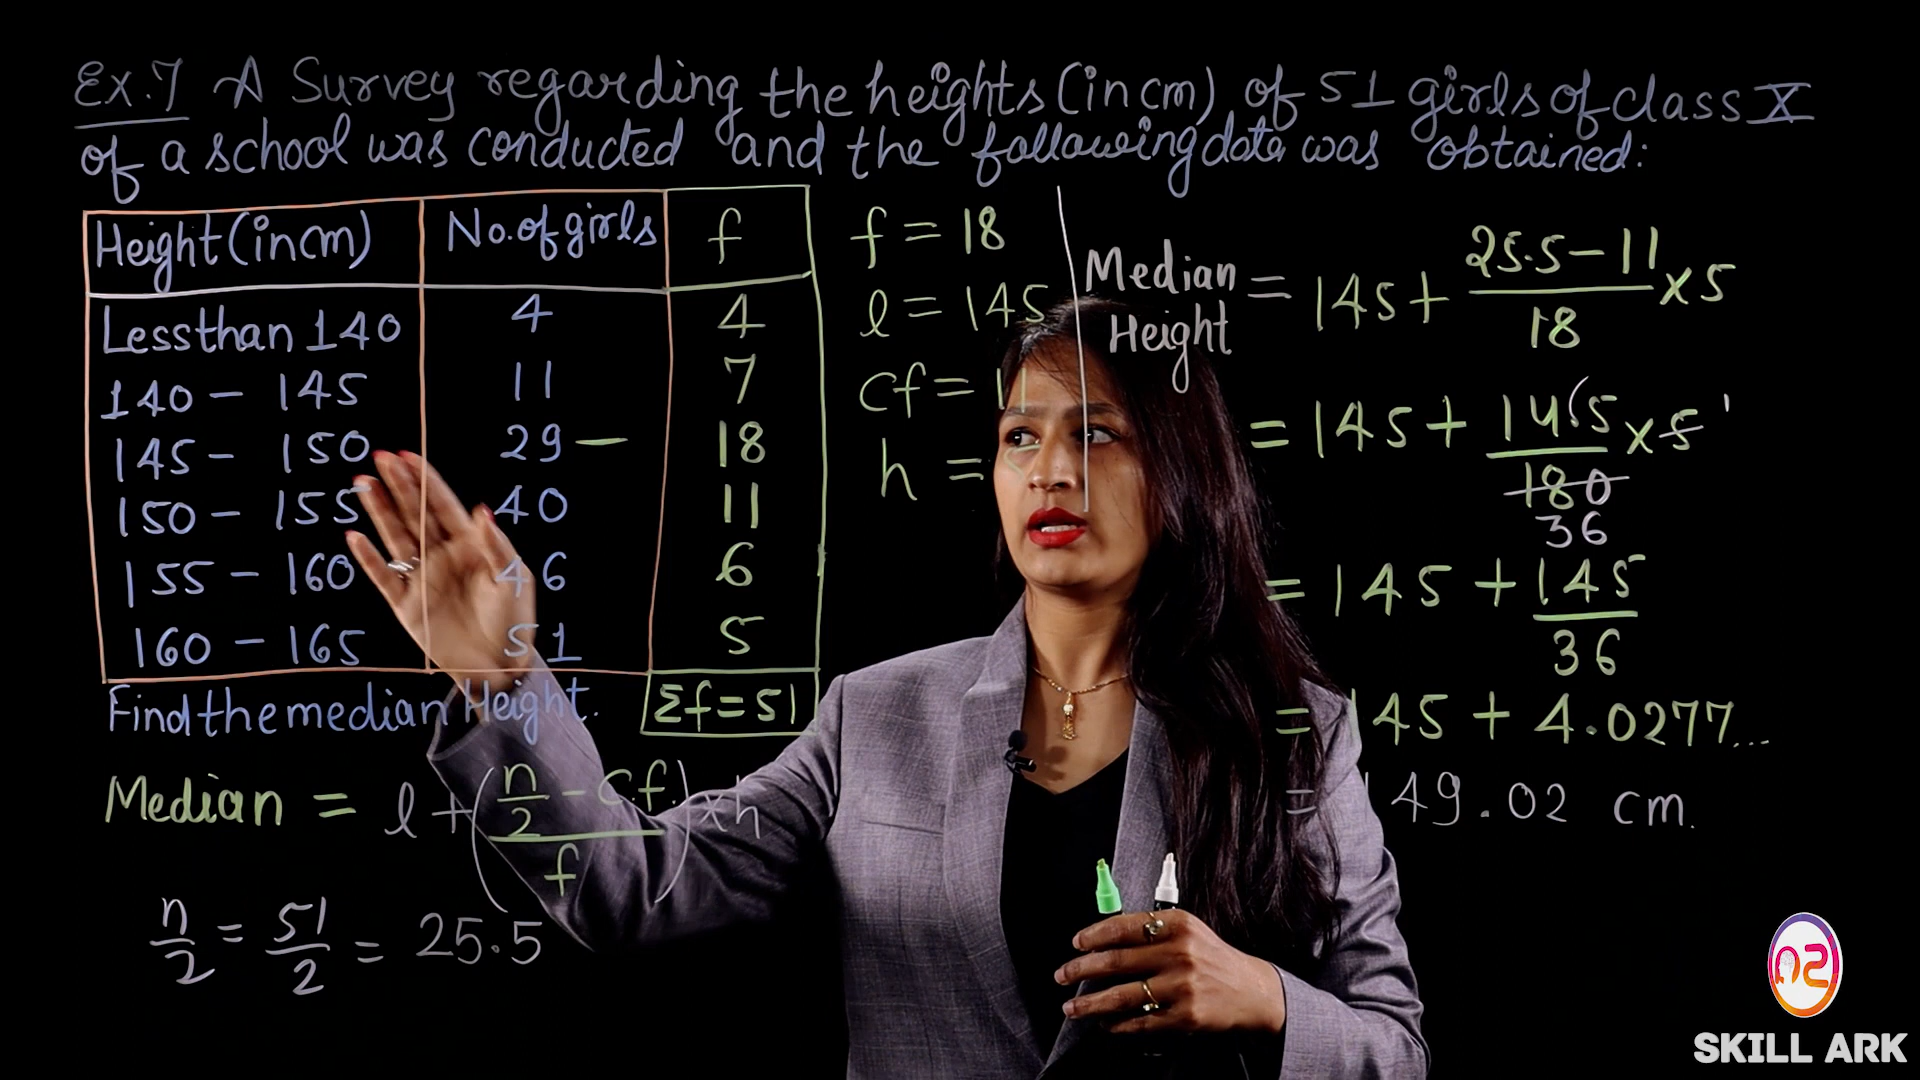 Ex.7 A Survey regarding the heights (in cm) of 51 girls of class X
of a school was conducted and the following data was obtained:
Height (in cm) No. of girls f
Less than 140 4 4
140 - 145 11 7
145 - 150 29 — 18
150 - 155 40 11
155 - 160 46 6
160 - 165 51 5
Find the median Height. Σf = 51
Median = l + (n/2 - c.f. / f) × h
n/2 = 51/2 = 25.5
f = 18
l = 145
cf = 11
h =
Median Height = 145 + 25.5 - 11 / 18 × 5
= 145 + 14.5 / 180 × 5 1
36
= 145 + 145 / 36
= 145 + 4.0277...
= 149.02 cm.
SKILL ARK